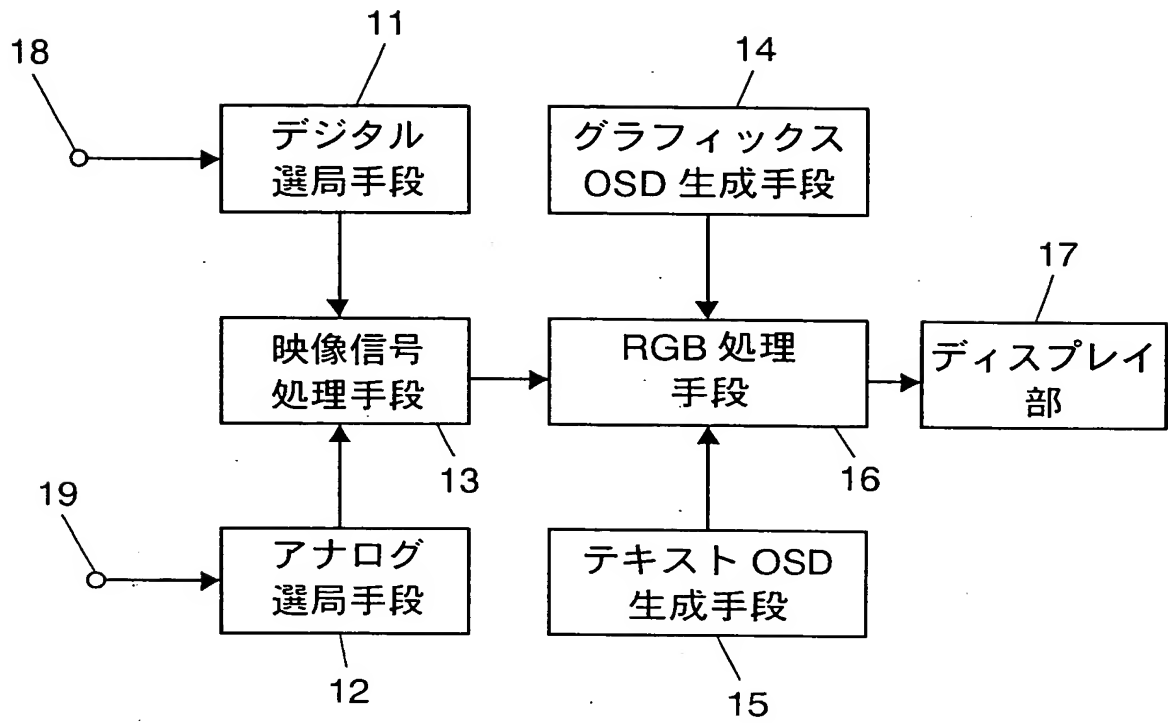 18
11
デジタル
選局手段
14
グラフィックス
OSD 生成手段
映像信号
処理手段
13
RGB 処理
手段
16
17
ディスプレイ
部
19
アナログ
選局手段
12
テキスト OSD
生成手段
15